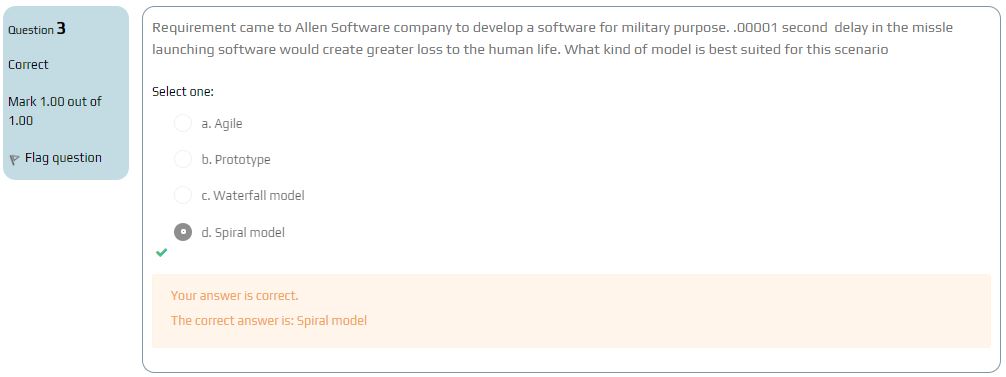 Question 3
Correct
Mark 1.00 out of
1.00
Flag question
Requirement came to Allen Software company to develop a software for military purpose. .00001 second delay in the missle
launching software would create greater loss to the human life. What kind of model is best suited for this scenario
Select one:
a. Agile
b. Prototype
c. Waterfall model
d. Spiral model
Your answer is correct.
The correct answer is: Spiral model